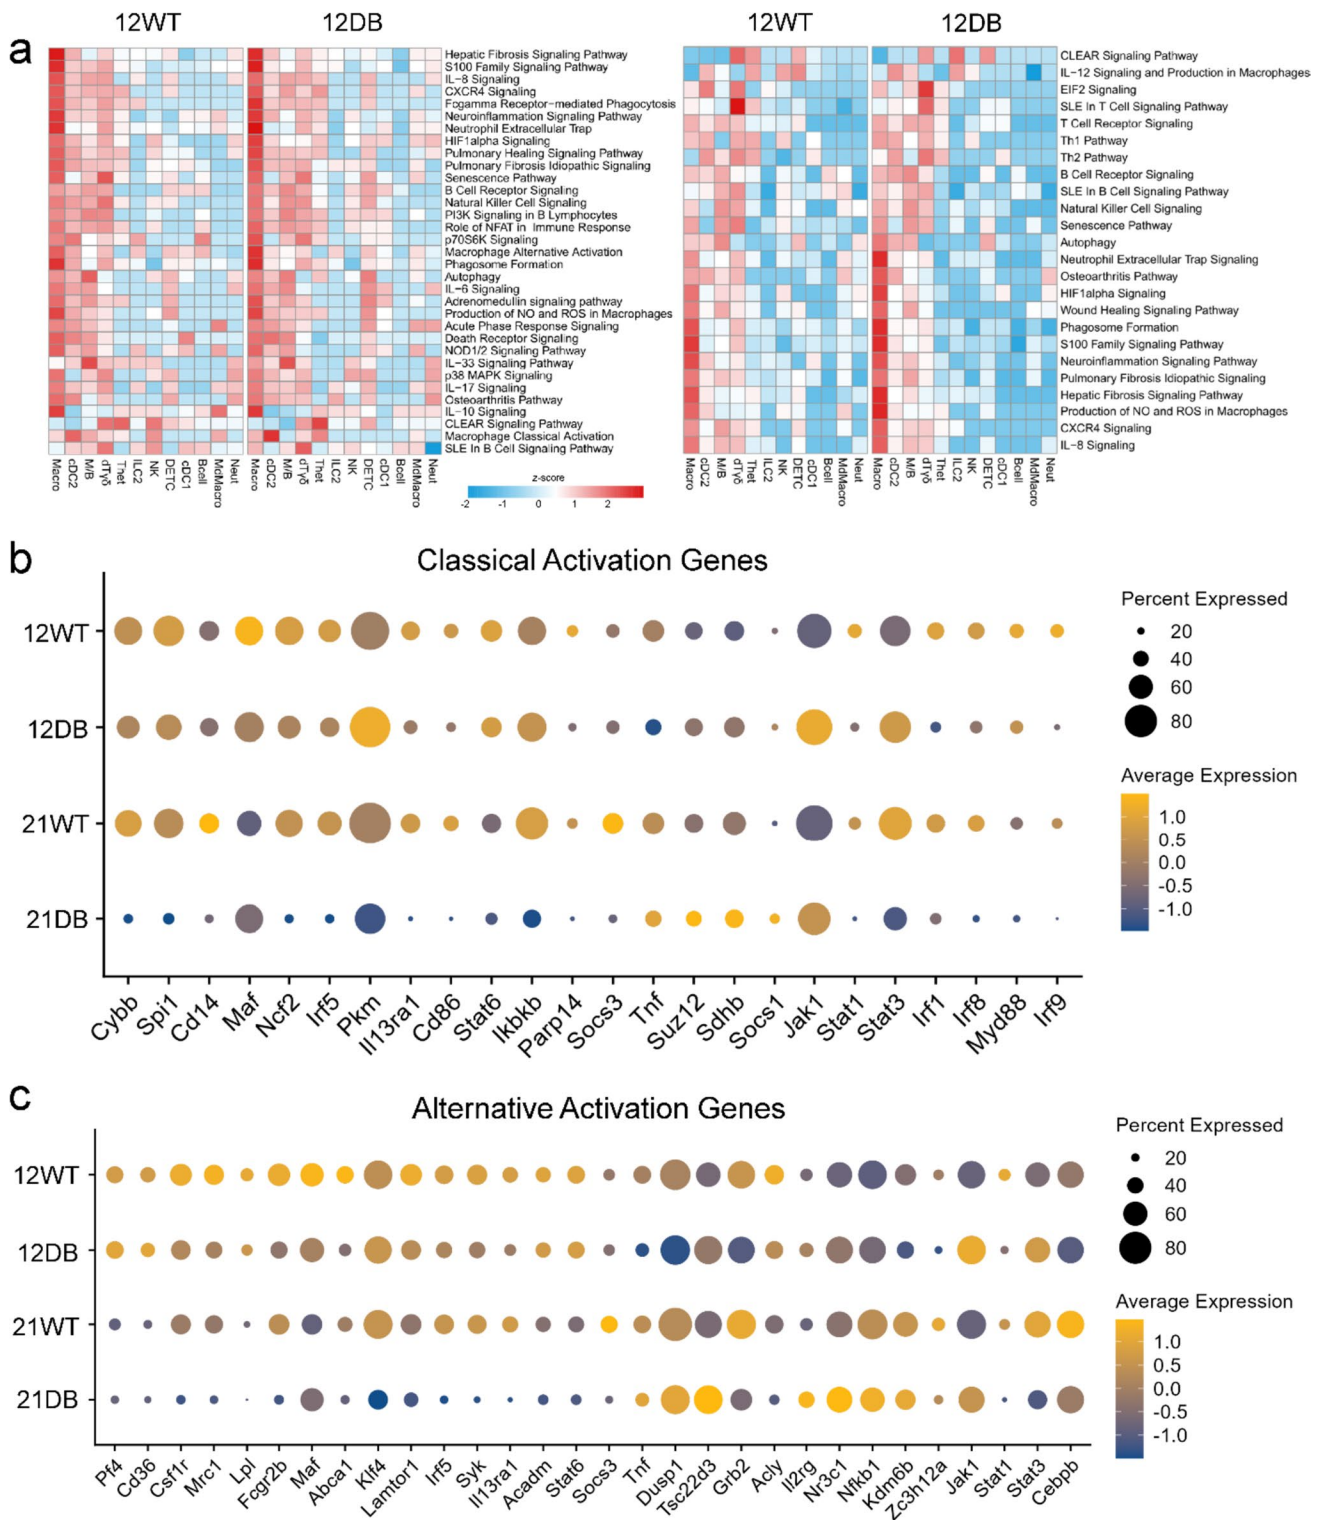 12WT
12DB
12WT
12DB
a
Hepatic Fibrosis Signaling Pathway
S100 Family Signaling Pathway
IL-8 Signaling
CXCR4 Signaling
Fcgamma Receptor-mediated Phagocytosis
Neuroinflammation Signaling Pathway
Neutrophil Extracellular Trap
HIF1alpha Signaling
Pulmonary Healing Signaling Pathway
Pulmonary Fibrosis Idiopathic Signaling
Senescence Pathway
B Cell Receptor Signaling
Natural Killer Cell Signaling
PI3K Signaling in B Lymphocytes
Role of NFAT in Immune Response
p70S6K Signaling
Macrophage Alternative Activation
Phagosome Formation
Autophagy
IL-6 Signaling
Adrenomedullin signaling pathway
Production of NO and ROS in Macrophages
Acute Phase Response Signaling
Death Receptor Signaling
NOD1/2 Signaling Pathway
IL-33 Signaling Pathway
p38 MAPK Signaling
IL-17 Signaling
Osteoarthritis Pathway
IL-10 Signaling
CLEAR Signaling Pathway
Macrophage Classical Activation
SLE In B Cell Signaling Pathway
Macro cDC2 M/B dTγδ Thet ILC2 NK DETC cDC1 Bcell MdMacro Neut
Macro cDC2 M/B dTγδ Thet ILC2 NK DETC cDC1 Bcell MdMacro Neut
z-score
-2 -1 0 1 2
CLEAR Signaling Pathway
IL-12 Signaling and Production in Macrophages
EIF2 Signaling
SLE In T Cell Signaling Pathway
T Cell Receptor Signaling
Th1 Pathway
Th2 Pathway
B Cell Receptor Signaling
SLE In B Cell Signaling Pathway
Natural Killer Cell Signaling
Senescence Pathway
Autophagy
Neutrophil Extracellular Trap Signaling
Osteoarthritis Pathway
HIF1alpha Signaling
Wound Healing Signaling Pathway
Phagosome Formation
S100 Family Signaling Pathway
Neuroinflammation Signaling Pathway
Pulmonary Fibrosis Idiopathic Signaling
Hepatic Fibrosis Signaling Pathway
Production of NO and ROS in Macrophages
CXCR4 Signaling
IL-8 Signaling
Macro cDC2 M/B dTγδ Thet ILC2 NK DETC cDC1 Bcell MdMacro Neut
Macro cDC2 M/B dTγδ Thet ILC2 NK DETC cDC1 Bcell MdMacro Neut
b
Classical Activation Genes
12WT
12DB
21WT
21DB
Cybb Spi1 Cd14 Maf Ncf2 Irf5 Pkm Il13ra1 Cd86 Stat6 Ikbkb Parp14 Socs3 Tnf Suz12 Sdhb Socs1 Jak1 Stat1 Stat3 Irf1 Irf8 Myd88 Irf9
Percent Expressed
20
40
60
80
Average Expression
1.0
0.5
0.0
-0.5
-1.0
c
Alternative Activation Genes
12WT
12DB
21WT
21DB
Pf4 Cd36 Csf1r Mrc1 Lpl Fcgr2b Maf Abca1 Klf4 Lamtor1 Irf5 Syk Il13ra1 Acadm Stat6 Socs3 Tnf Dusp1 Tsc22d3 Grb2 Acly Il2rg Nr3c1 Nfkb1 Kdm6b Zc3h12a Jak1 Stat1 Stat3 Cebpb
Percent Expressed
20
40
60
80
Average Expression
1.0
0.5
0.0
-0.5
-1.0